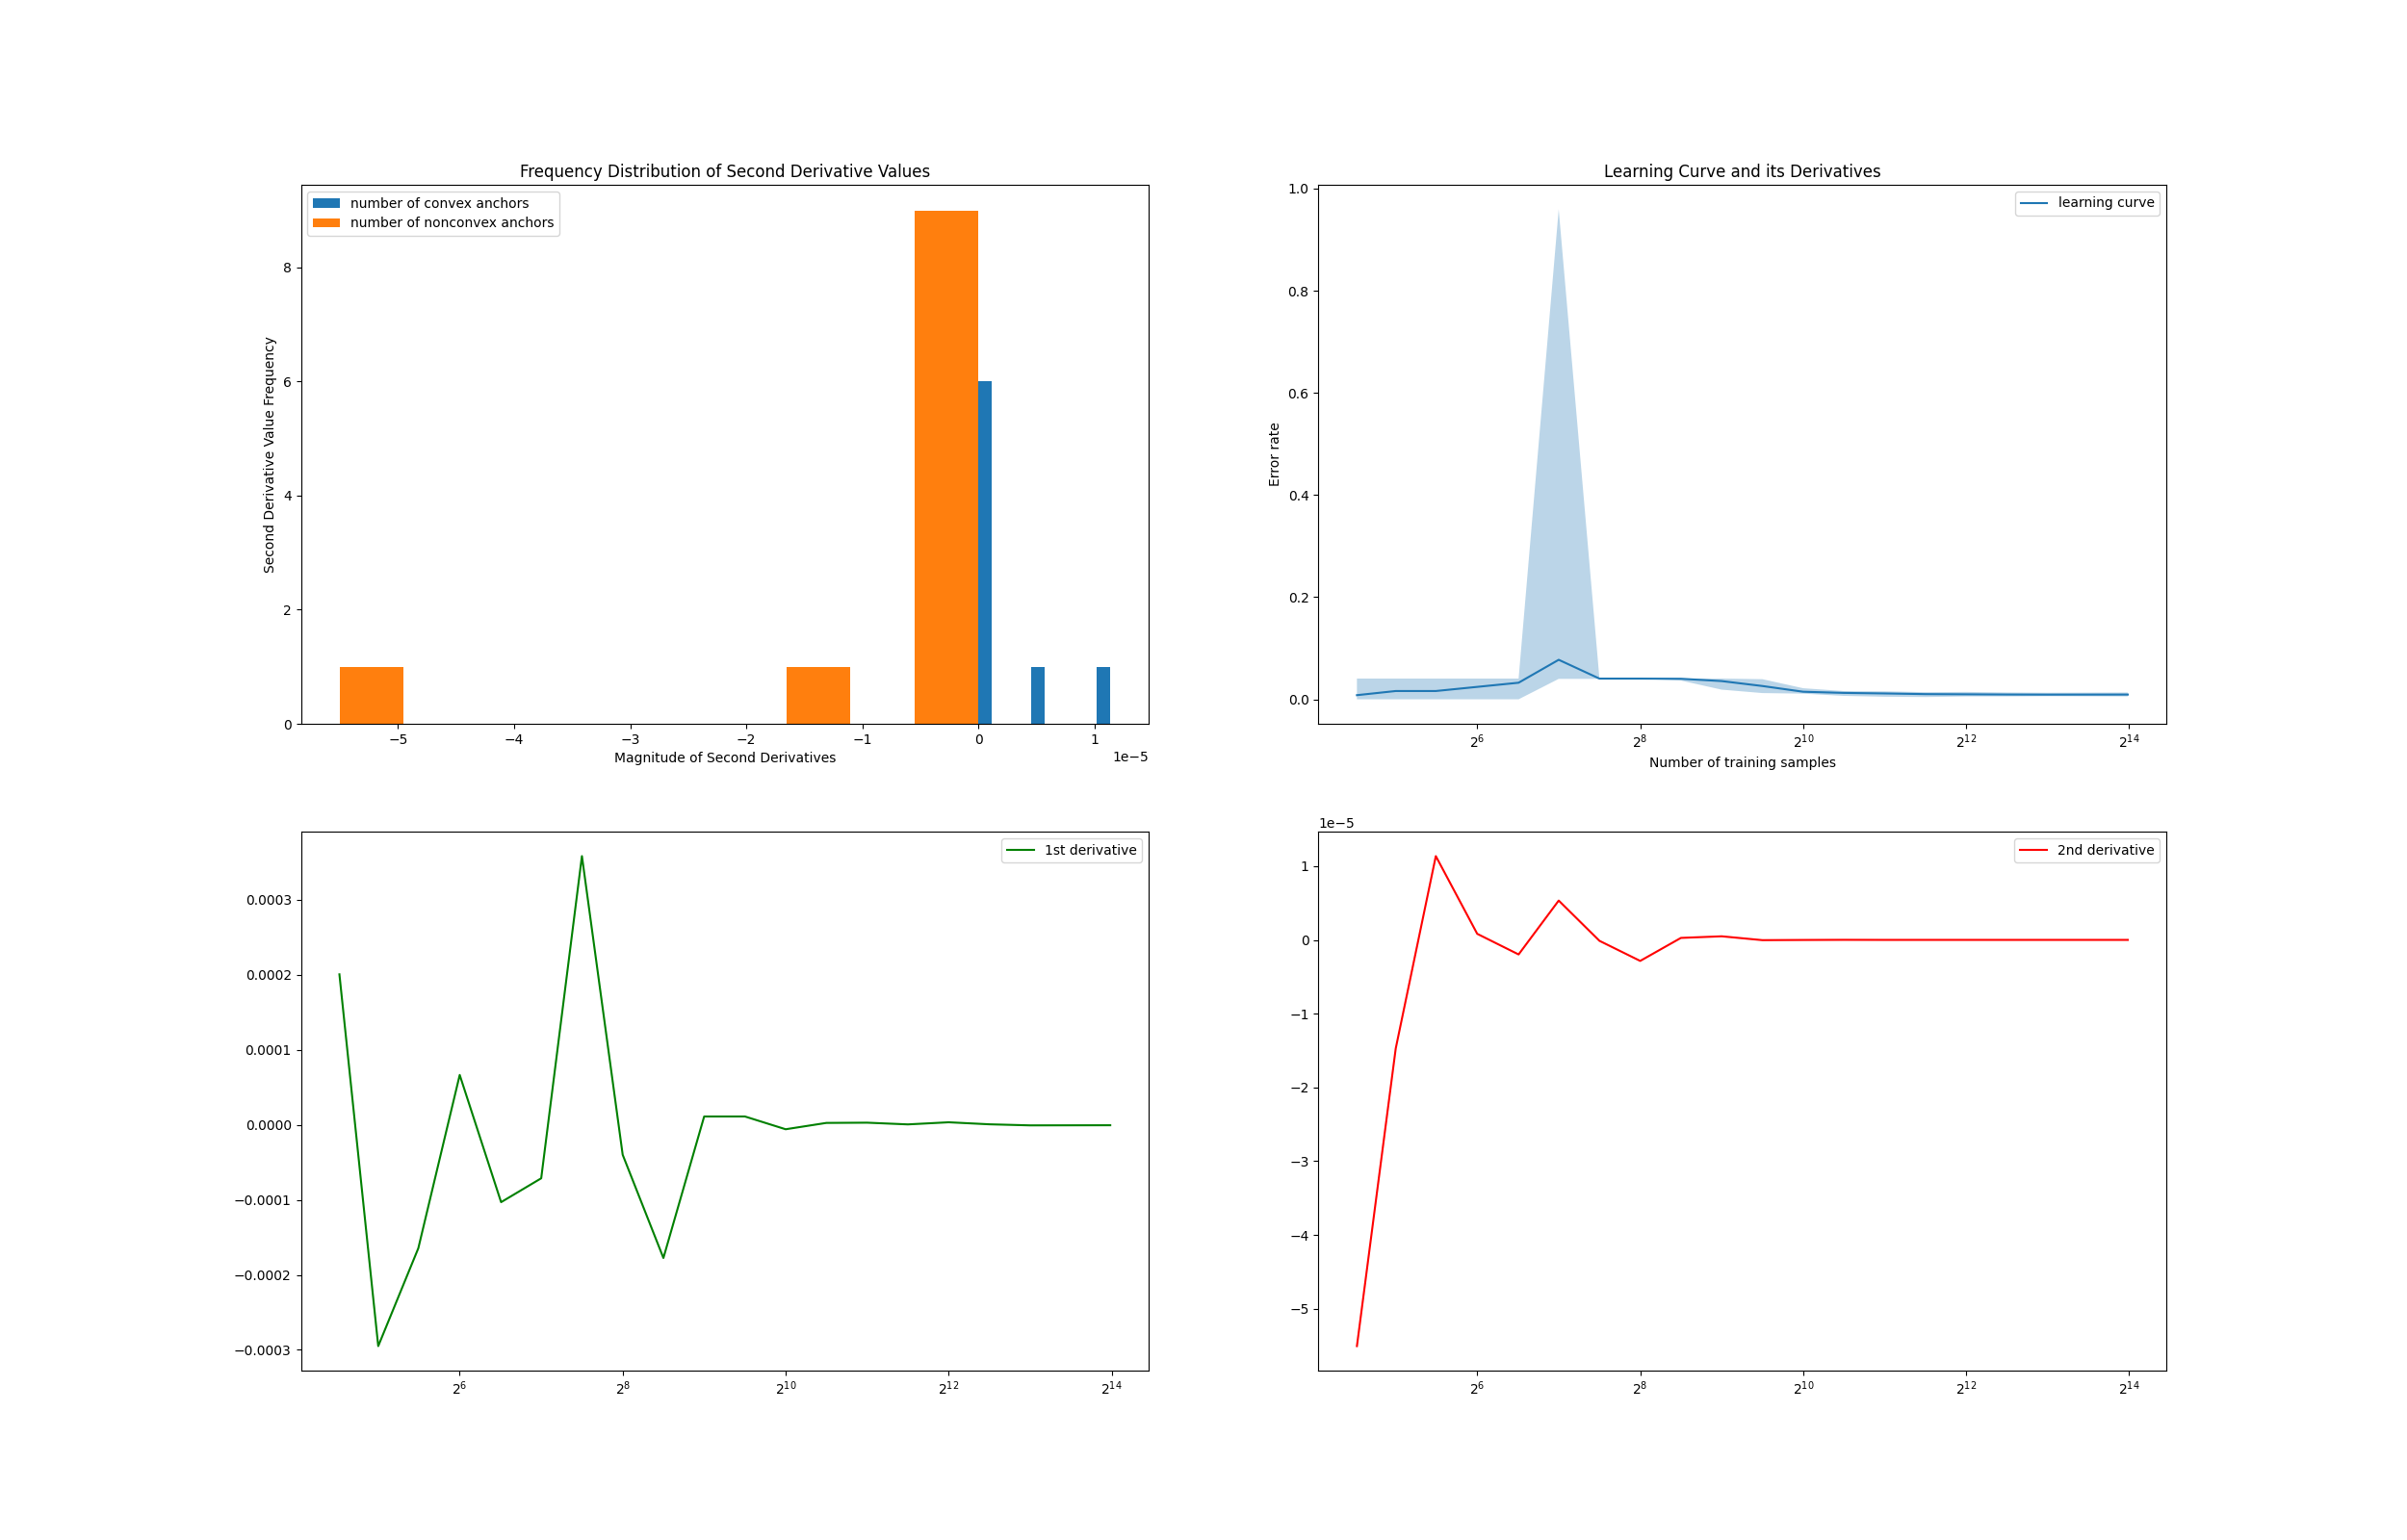 Frequency Distribution of Second Derivative Values
number of convex anchors
number of nonconvex anchors
Second Derivative Value Frequency
8
6
4
2
0
−5 −4 −3 −2 −1 0 1
1e−5
Magnitude of Second Derivatives
Learning Curve and its Derivatives
learning curve
Error rate
1.0
0.8
0.6
0.4
0.2
0.0
2^6 2^8 2^10 2^12 2^14
Number of training samples
1st derivative
0.0003
0.0002
0.0001
0.0000
−0.0001
−0.0002
−0.0003
2^6 2^8 2^10 2^12 2^14
1e−5
2nd derivative
1
0
−1
−2
−3
−4
−5
2^6 2^8 2^10 2^12 2^14